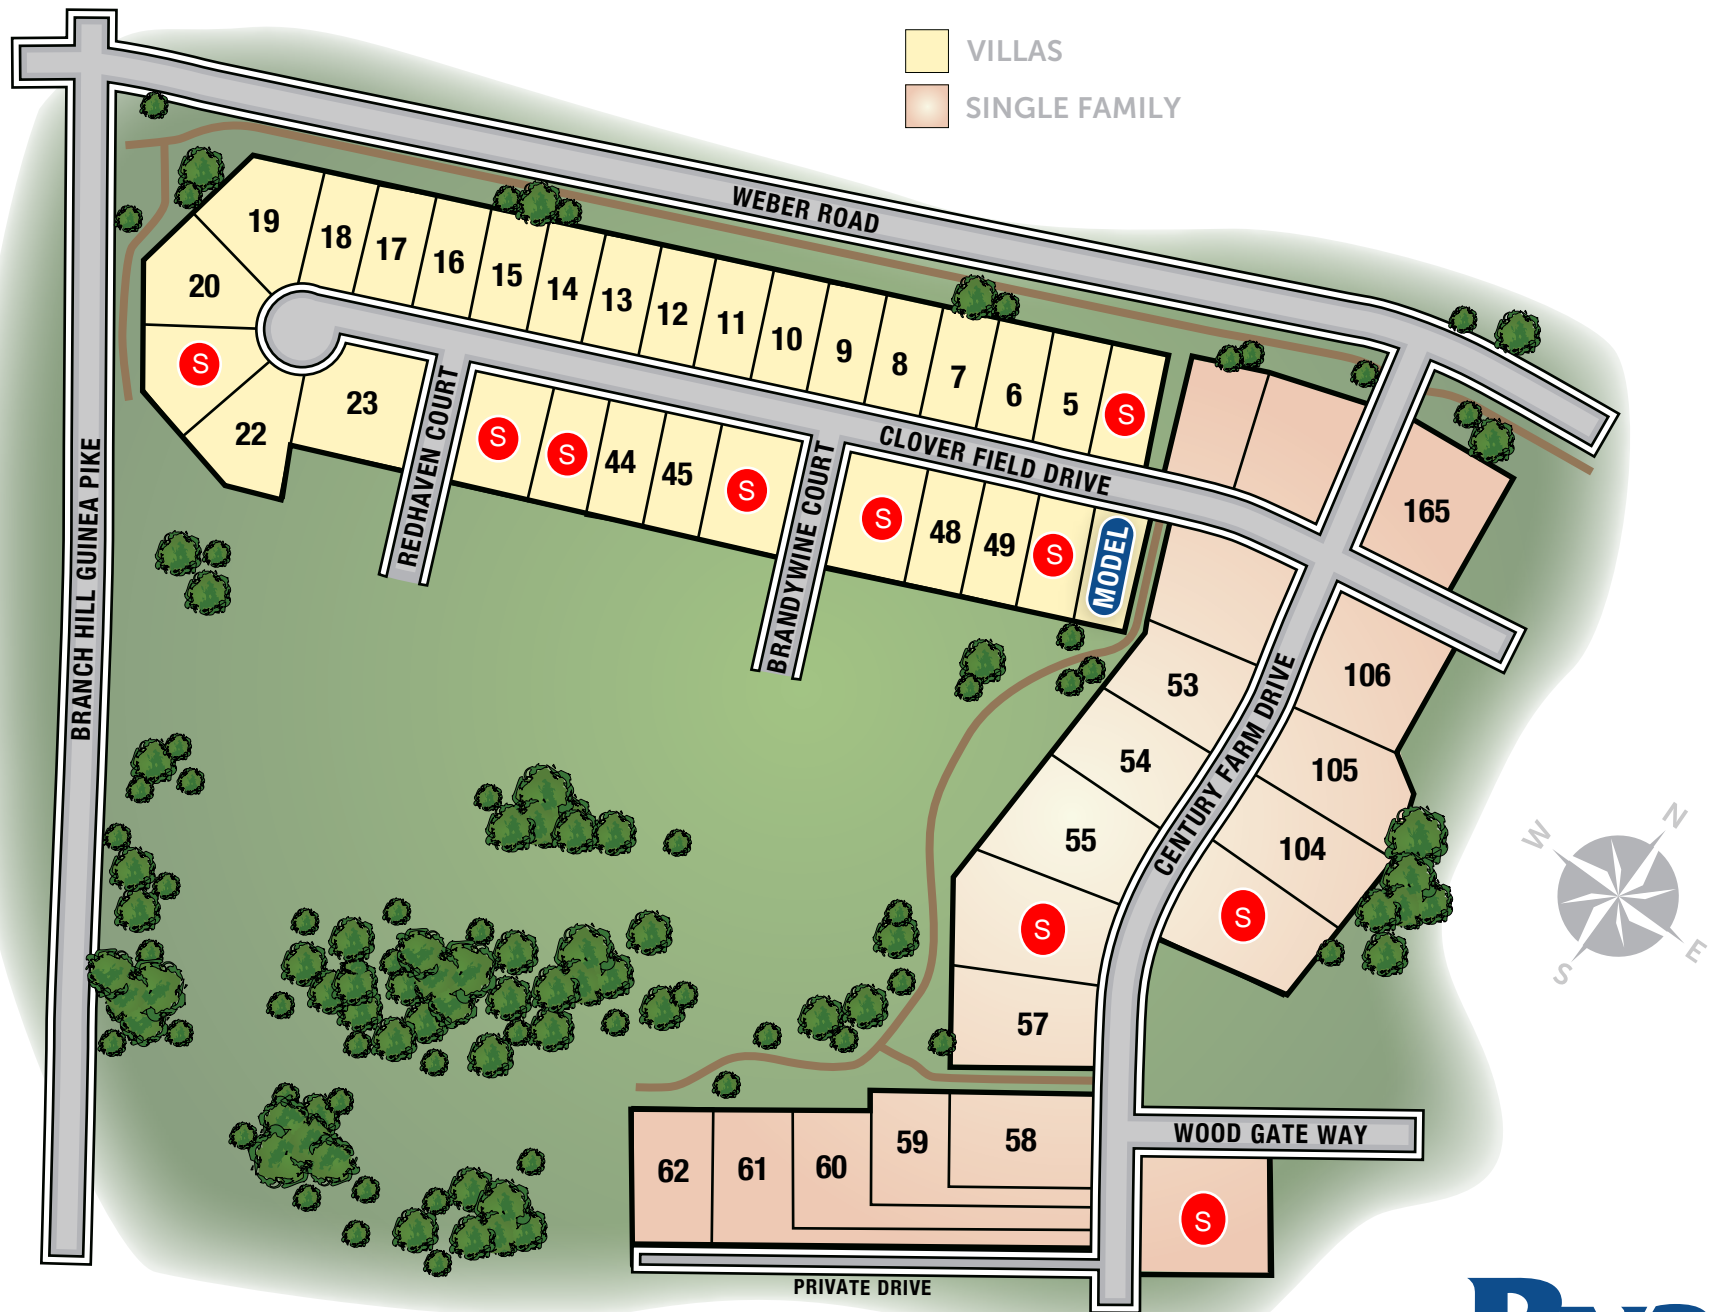 VILLAS
SINGLE FAMILY
WEBER ROAD
19
18
17
16
15
14
13
12
11
10
9
8
7
6
5
S
20
S
22
23
BRANCH HILL GUINEA PIKE
REDHAVEN COURT
S
S
44
45
S
BRANDYWINE COURT
CLOVER FIELD DRIVE
S
48
49
S
MODEL
165
53
54
55
S
57
CENTURY FARM DRIVE
106
105
104
S
N
W
E
S
62
61
60
59
58
WOOD GATE WAY
S
PRIVATE DRIVE